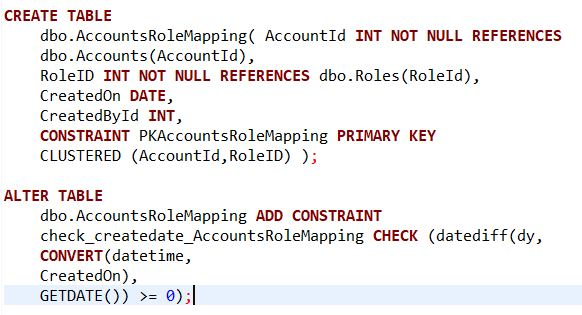 CREATE TABLE
dbo.AccountsRoleMapping( AccountId INT NOT NULL REFERENCES
dbo.Accounts(AccountId),
RoleID INT NOT NULL REFERENCES dbo.Roles(RoleId),
CreatedOn DATE,
CreatedById INT,
CONSTRAINT PKAccountsRoleMapping PRIMARY KEY
CLUSTERED (AccountId,RoleID) );
ALTER TABLE
dbo.AccountsRoleMapping ADD CONSTRAINT
check_createdate_AccountsRoleMapping CHECK (datediff(dy,
CONVERT(datetime,
CreatedOn),
GETDATE()) >= 0);